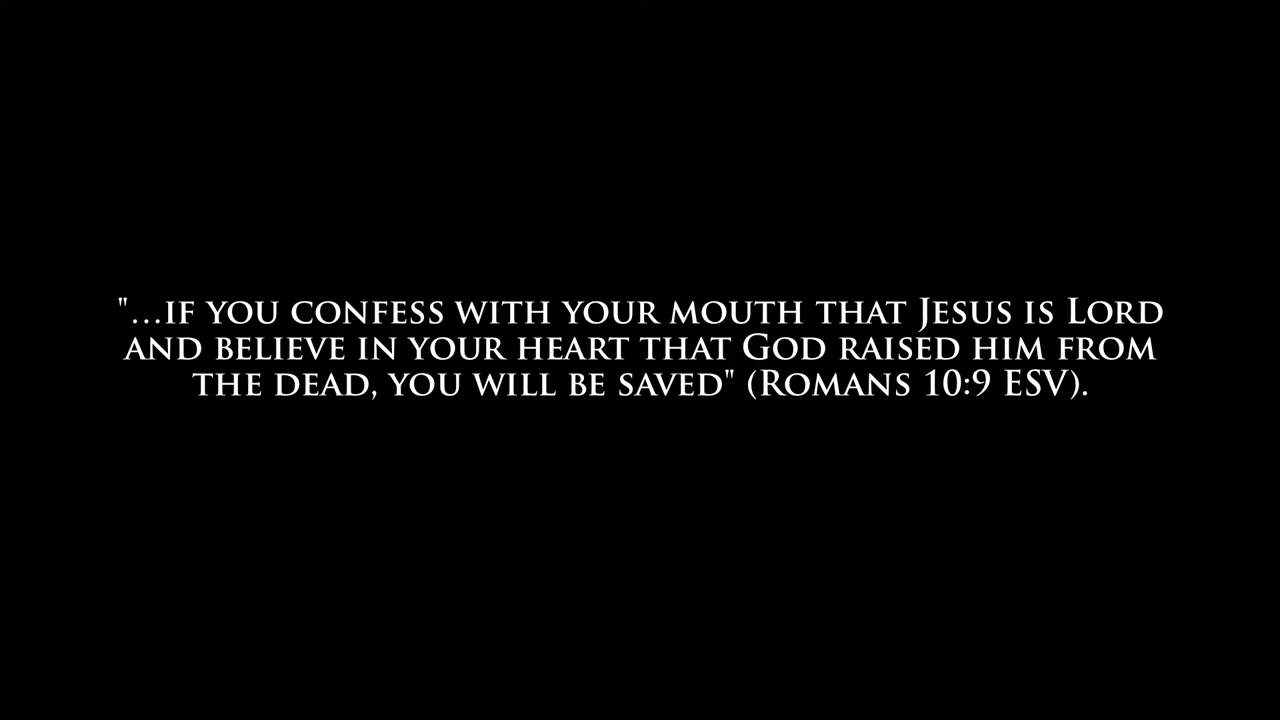 "...if you confess with your mouth that Jesus is Lord
and believe in your heart that God raised him from
the dead, you will be saved" (Romans 10:9 ESV).